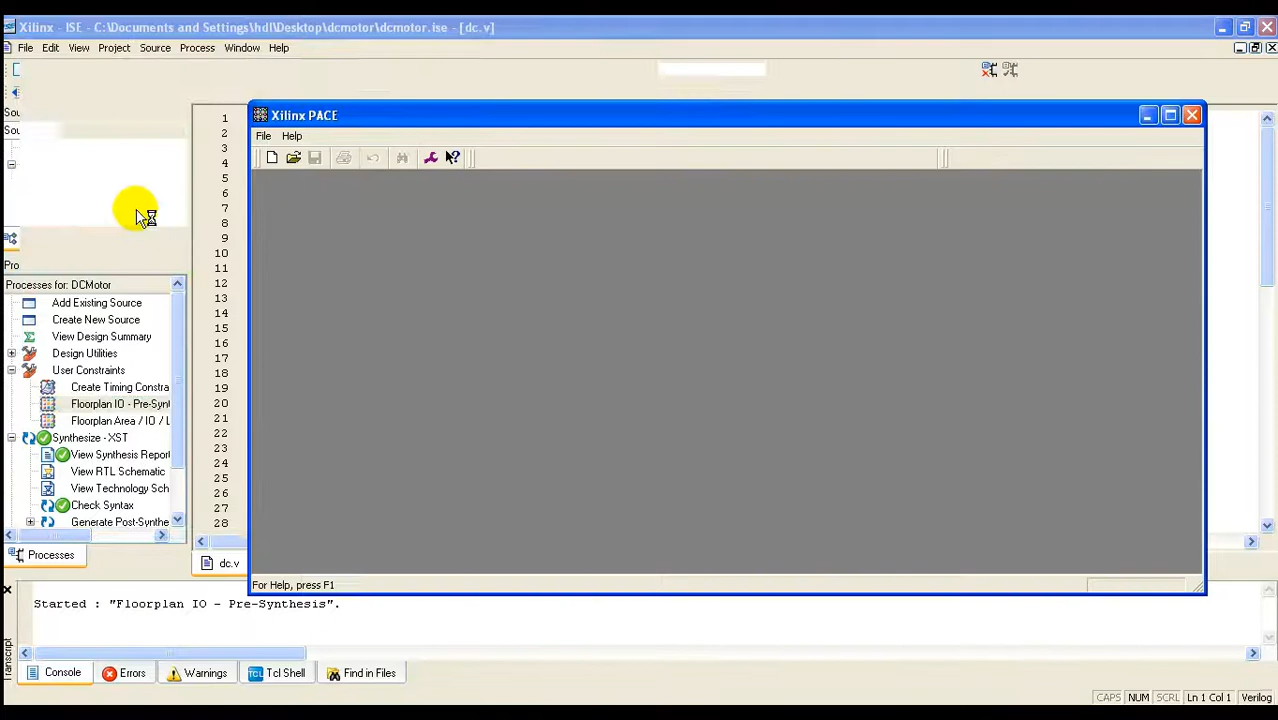 Xilinx - ISE - C:\Documents and Settings\hdl\Desktop\dcmotor\dcmotor.ise - [dc.v]
File Edit View Project Source Process Window Help
Sou
Sou
Xilinx PACE
File Help
Pro
Processes for: DCMotor
Add Existing Source
Create New Source
View Design Summary
Design Utilities
User Constraints
Create Timing Constra
Floorplan IO - Pre-Synt
Floorplan Area / IO / L
Synthesize - XST
View Synthesis Report
View RTL Schematic
View Technology Sch
Check Syntax
Generate Post-Synthe
Processes
1
2
3
4
5
6
7
8
9
10
11
12
13
14
15
16
17
18
19
20
21
22
23
24
25
26
27
28
dc.v
For Help, press F1
Started : "Floorplan IO - Pre-Synthesis".
Transcript
Console Errors Warnings Tcl Shell Find in Files
CAPS NUM SCRL Ln 1 Col 1 Verilog